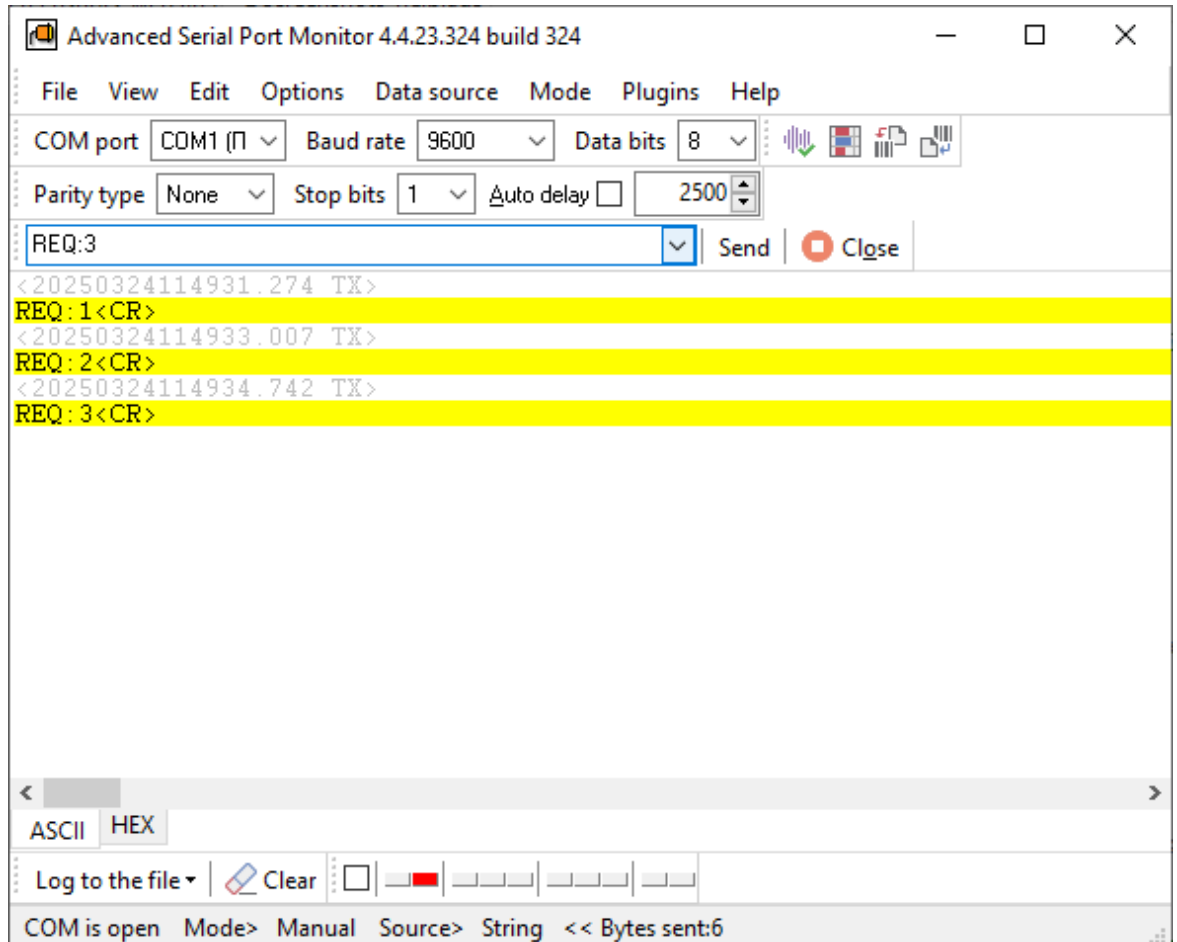 Advanced Serial Port Monitor 4.4.23.324 build 324
File View Edit Options Data source Mode Plugins Help
COM port COM1 (П Baud rate 9600 Data bits 8
Parity type None Stop bits 1 Auto delay 2500
REQ:3 Send Close
<20250324114931.274 TX>
REQ:1<CR>
<20250324114933.007 TX>
REQ:2<CR>
<20250324114934.742 TX>
REQ:3<CR>
ASCII HEX
Log to the file Clear
COM is open Mode> Manual Source> String << Bytes sent:6